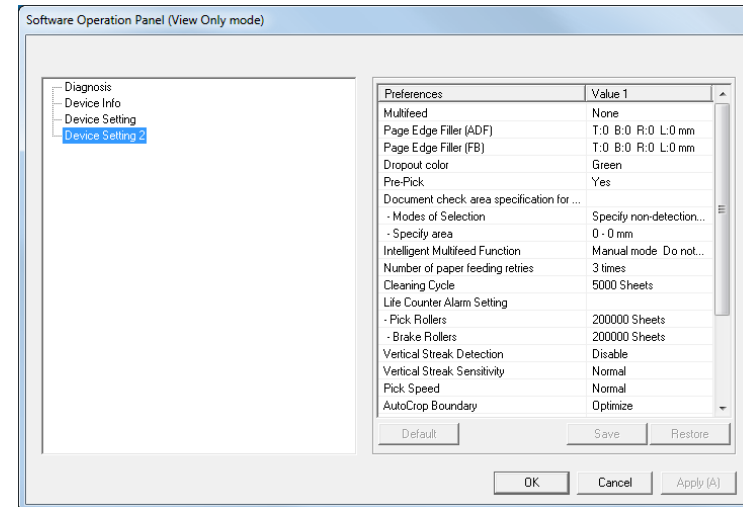 Software Operation Panel (View Only mode)
Diagnosis
Device Info
Device Setting
Device Setting 2
Preferences Value 1
Multifeed None
Page Edge Filler (ADF) T:0 B:0 R:0 L:0 mm
Page Edge Filler (FB) T:0 B:0 R:0 L:0 mm
Dropout color Green
Pre-Pick Yes
Document check area specification for ...
- Modes of Selection Specify non-detection...
- Specify area 0 - 0 mm
Intelligent Multifeed Function Manual mode Do not...
Number of paper feeding retries 3 times
Cleaning Cycle 5000 Sheets
Life Counter Alarm Setting
- Pick Rollers 200000 Sheets
- Brake Rollers 200000 Sheets
Vertical Streak Detection Disable
Vertical Streak Sensitivity Normal
Pick Speed Normal
AutoCrop Boundary Optimize
Default Save Restore
OK Cancel Apply (A)